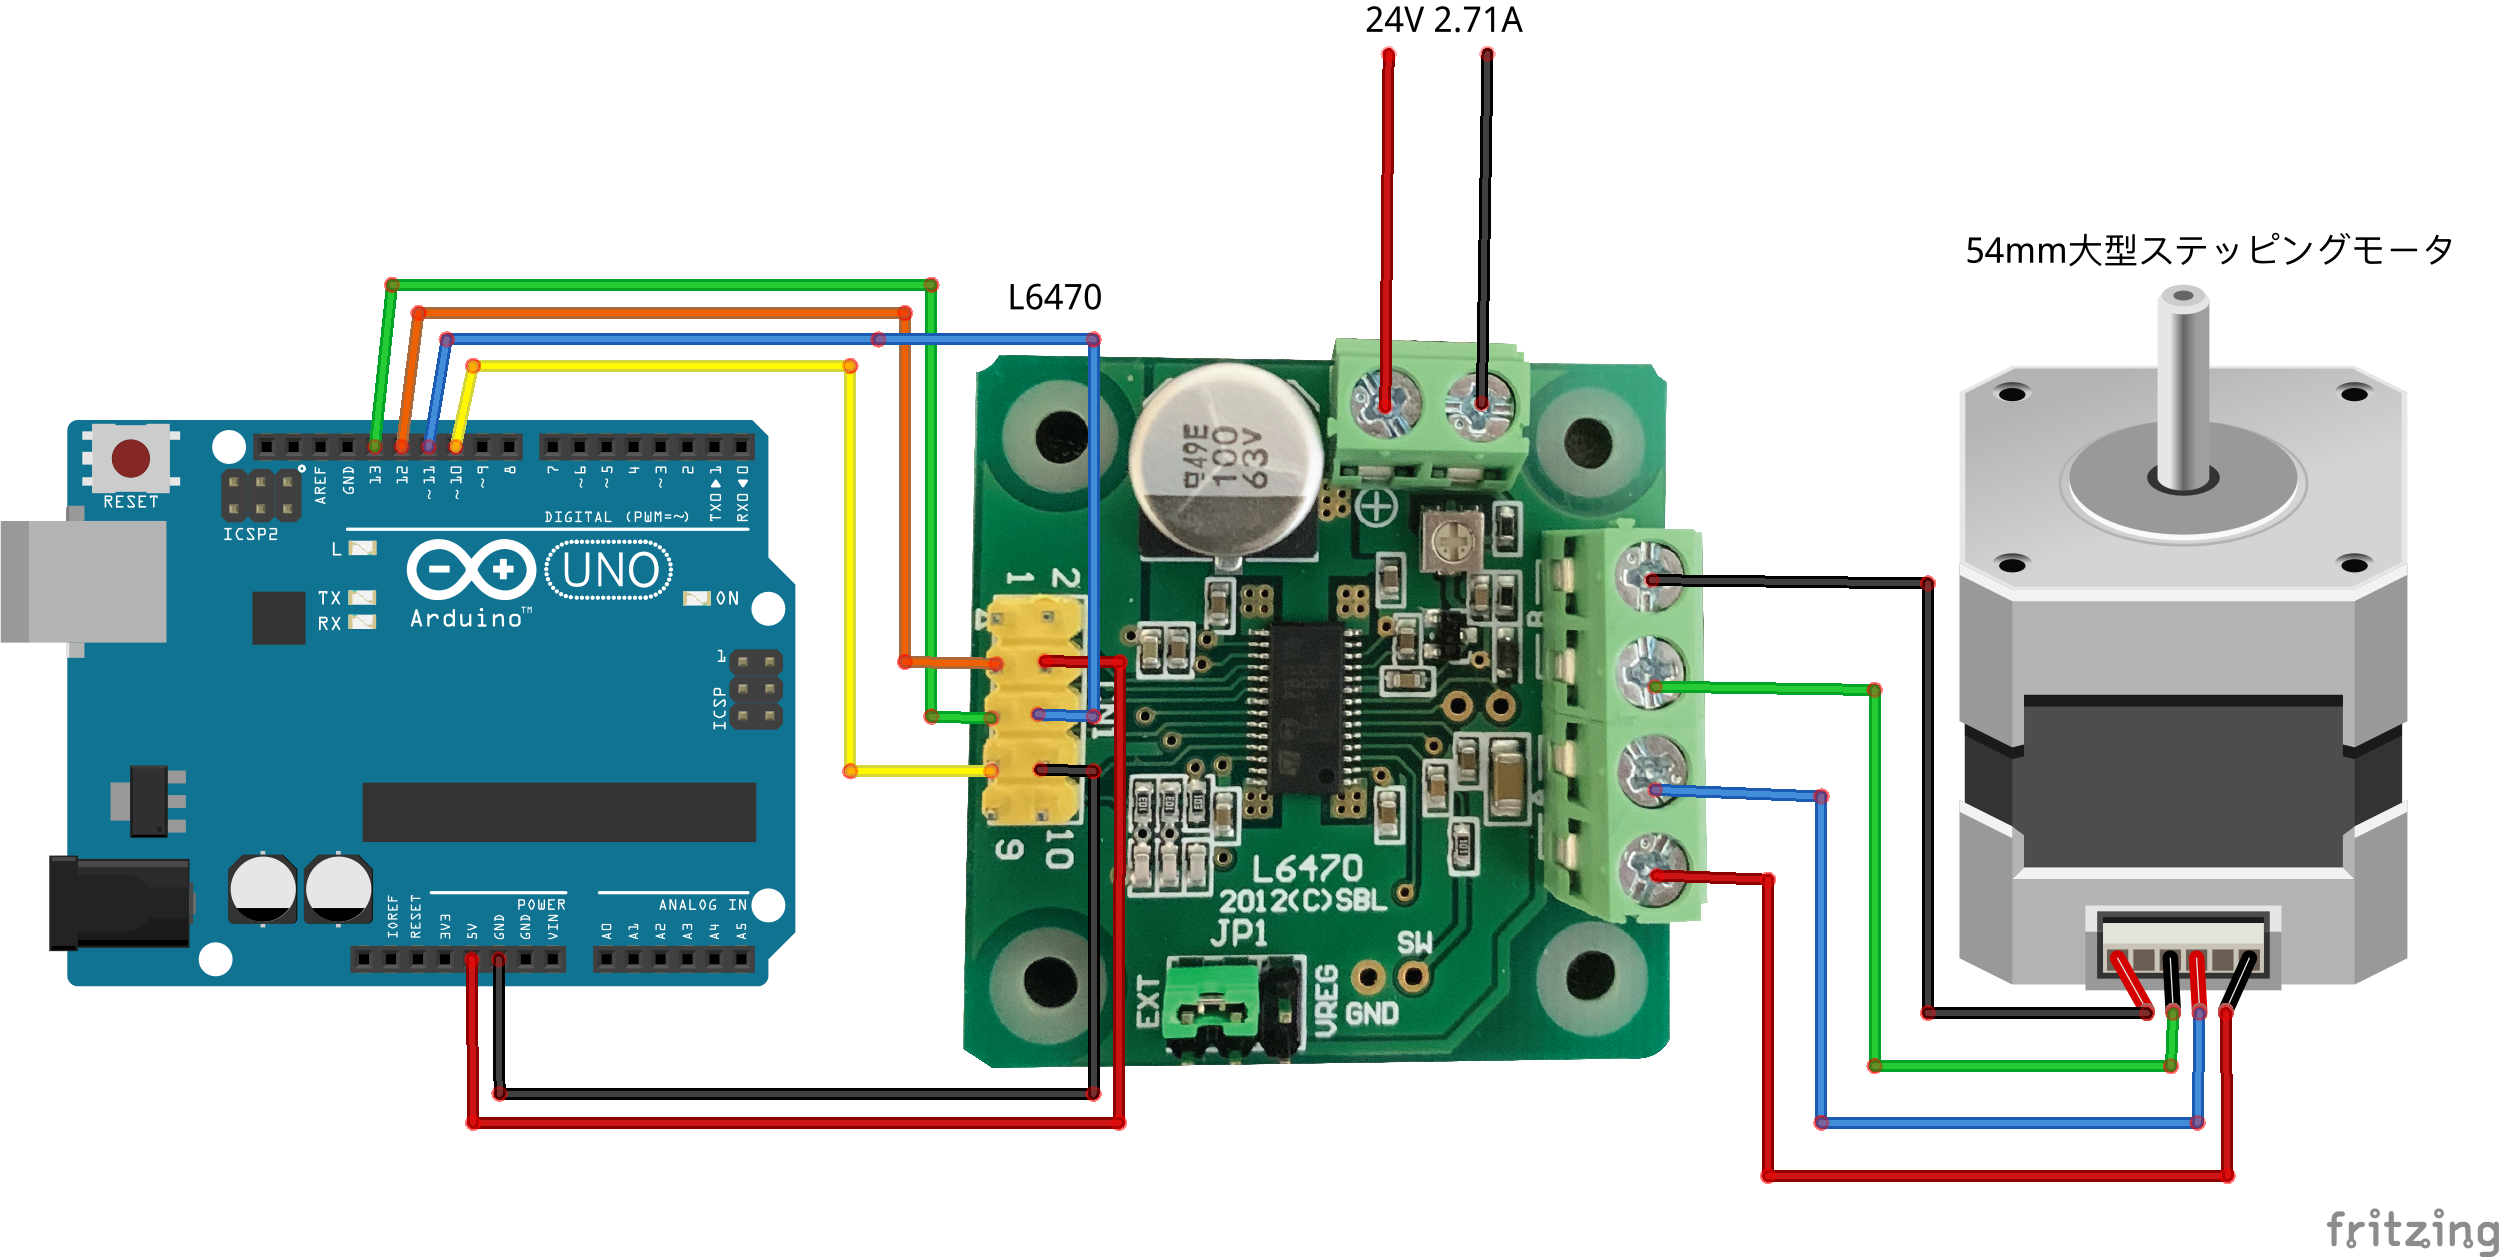 24V 2.71A
54mm大型ステッピングモータ
L6470
RESET
ICSP2
AREF
GND
13
12
~11
~10
~9
8
7
~6
~5
4
~3
2
TX0▶1
RX0◀0
DIGITAL (PWM=~)
L
TX
RX
UNO
Arduino™
ON
1
ICSP
POWER
ANALOG IN
IOREF
RESET
3V3
5V
GND
GND
VIN
A0
A1
A2
A3
A4
A5
49E
100
63V
1
2
9
10
L6470
2012(C)SBL
JP1
EXT
VREG
GND
SW
fritzing